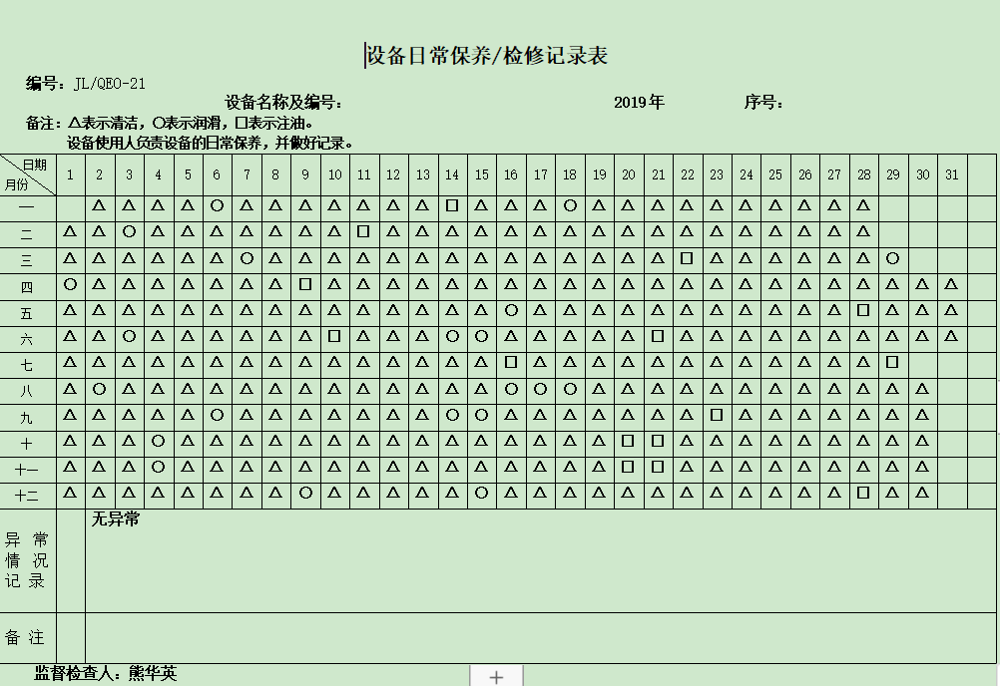 设备日常保养/检修记录表
编号：JL/QEO-21
设备名称及编号： 2019年 序号：
备注：△表示清洁，○表示润滑，□表示注油。
设备使用人负责设备的日常保养，并做好记录。
日期
月份 1 2 3 4 5 6 7 8 9 10 11 12 13 14 15 16 17 18 19 20 21 22 23 24 25 26 27 28 29 30 31
一 △ △ △ △ ○ △ △ △ △ △ △ △ □ △ △ △ ○ △ △ △ △ △ △ △ △ △ △
二 △ △ ○ △ △ △ △ △ △ △ □ △ △ △ △ △ △ △ △ △ △ △ △ △ △ △ △ △
三 △ △ △ △ △ △ ○ △ △ △ △ △ △ △ △ △ △ △ △ △ △ □ △ △ △ △ △ △ ○
四 ○ △ △ △ △ △ △ △ □ △ △ △ △ △ △ △ △ △ △ △ △ △ △ △ △ △ △ △ △ △ △
五 △ △ △ △ △ △ △ △ △ △ △ △ △ △ △ ○ △ △ △ △ △ △ △ △ △ △ △ □ △ △ △
六 △ △ ○ △ △ △ △ △ △ □ △ △ △ ○ ○ △ △ △ △ △ □ △ △ △ △ △ △ △ △ △ △
七 △ △ △ △ △ △ △ △ △ △ △ △ △ △ △ □ △ △ △ △ △ △ △ △ △ △ △ △ □
八 △ ○ △ △ △ △ △ △ △ △ △ △ △ △ △ ○ ○ ○ △ △ △ △ △ △ △ △ △ △ △ △
九 △ △ △ △ △ ○ △ △ △ △ △ △ △ ○ ○ △ △ △ △ △ △ △ □ △ △ △ △ △ △ △
十 △ △ △ ○ △ △ △ △ △ △ △ △ △ △ △ △ △ △ △ □ □ △ △ △ △ △ △ △ △ △
十一 △ △ △ ○ △ △ △ △ △ △ △ △ △ △ △ △ △ △ △ □ □ △ △ △ △ △ △ △ △ △
十二 △ △ △ △ △ △ △ △ ○ △ △ △ △ △ ○ △ △ △ △ △ △ △ △ △ △ △ △ □ △ △
异 常
情 况
记 录
无异常
备 注
监督检查人：熊华英